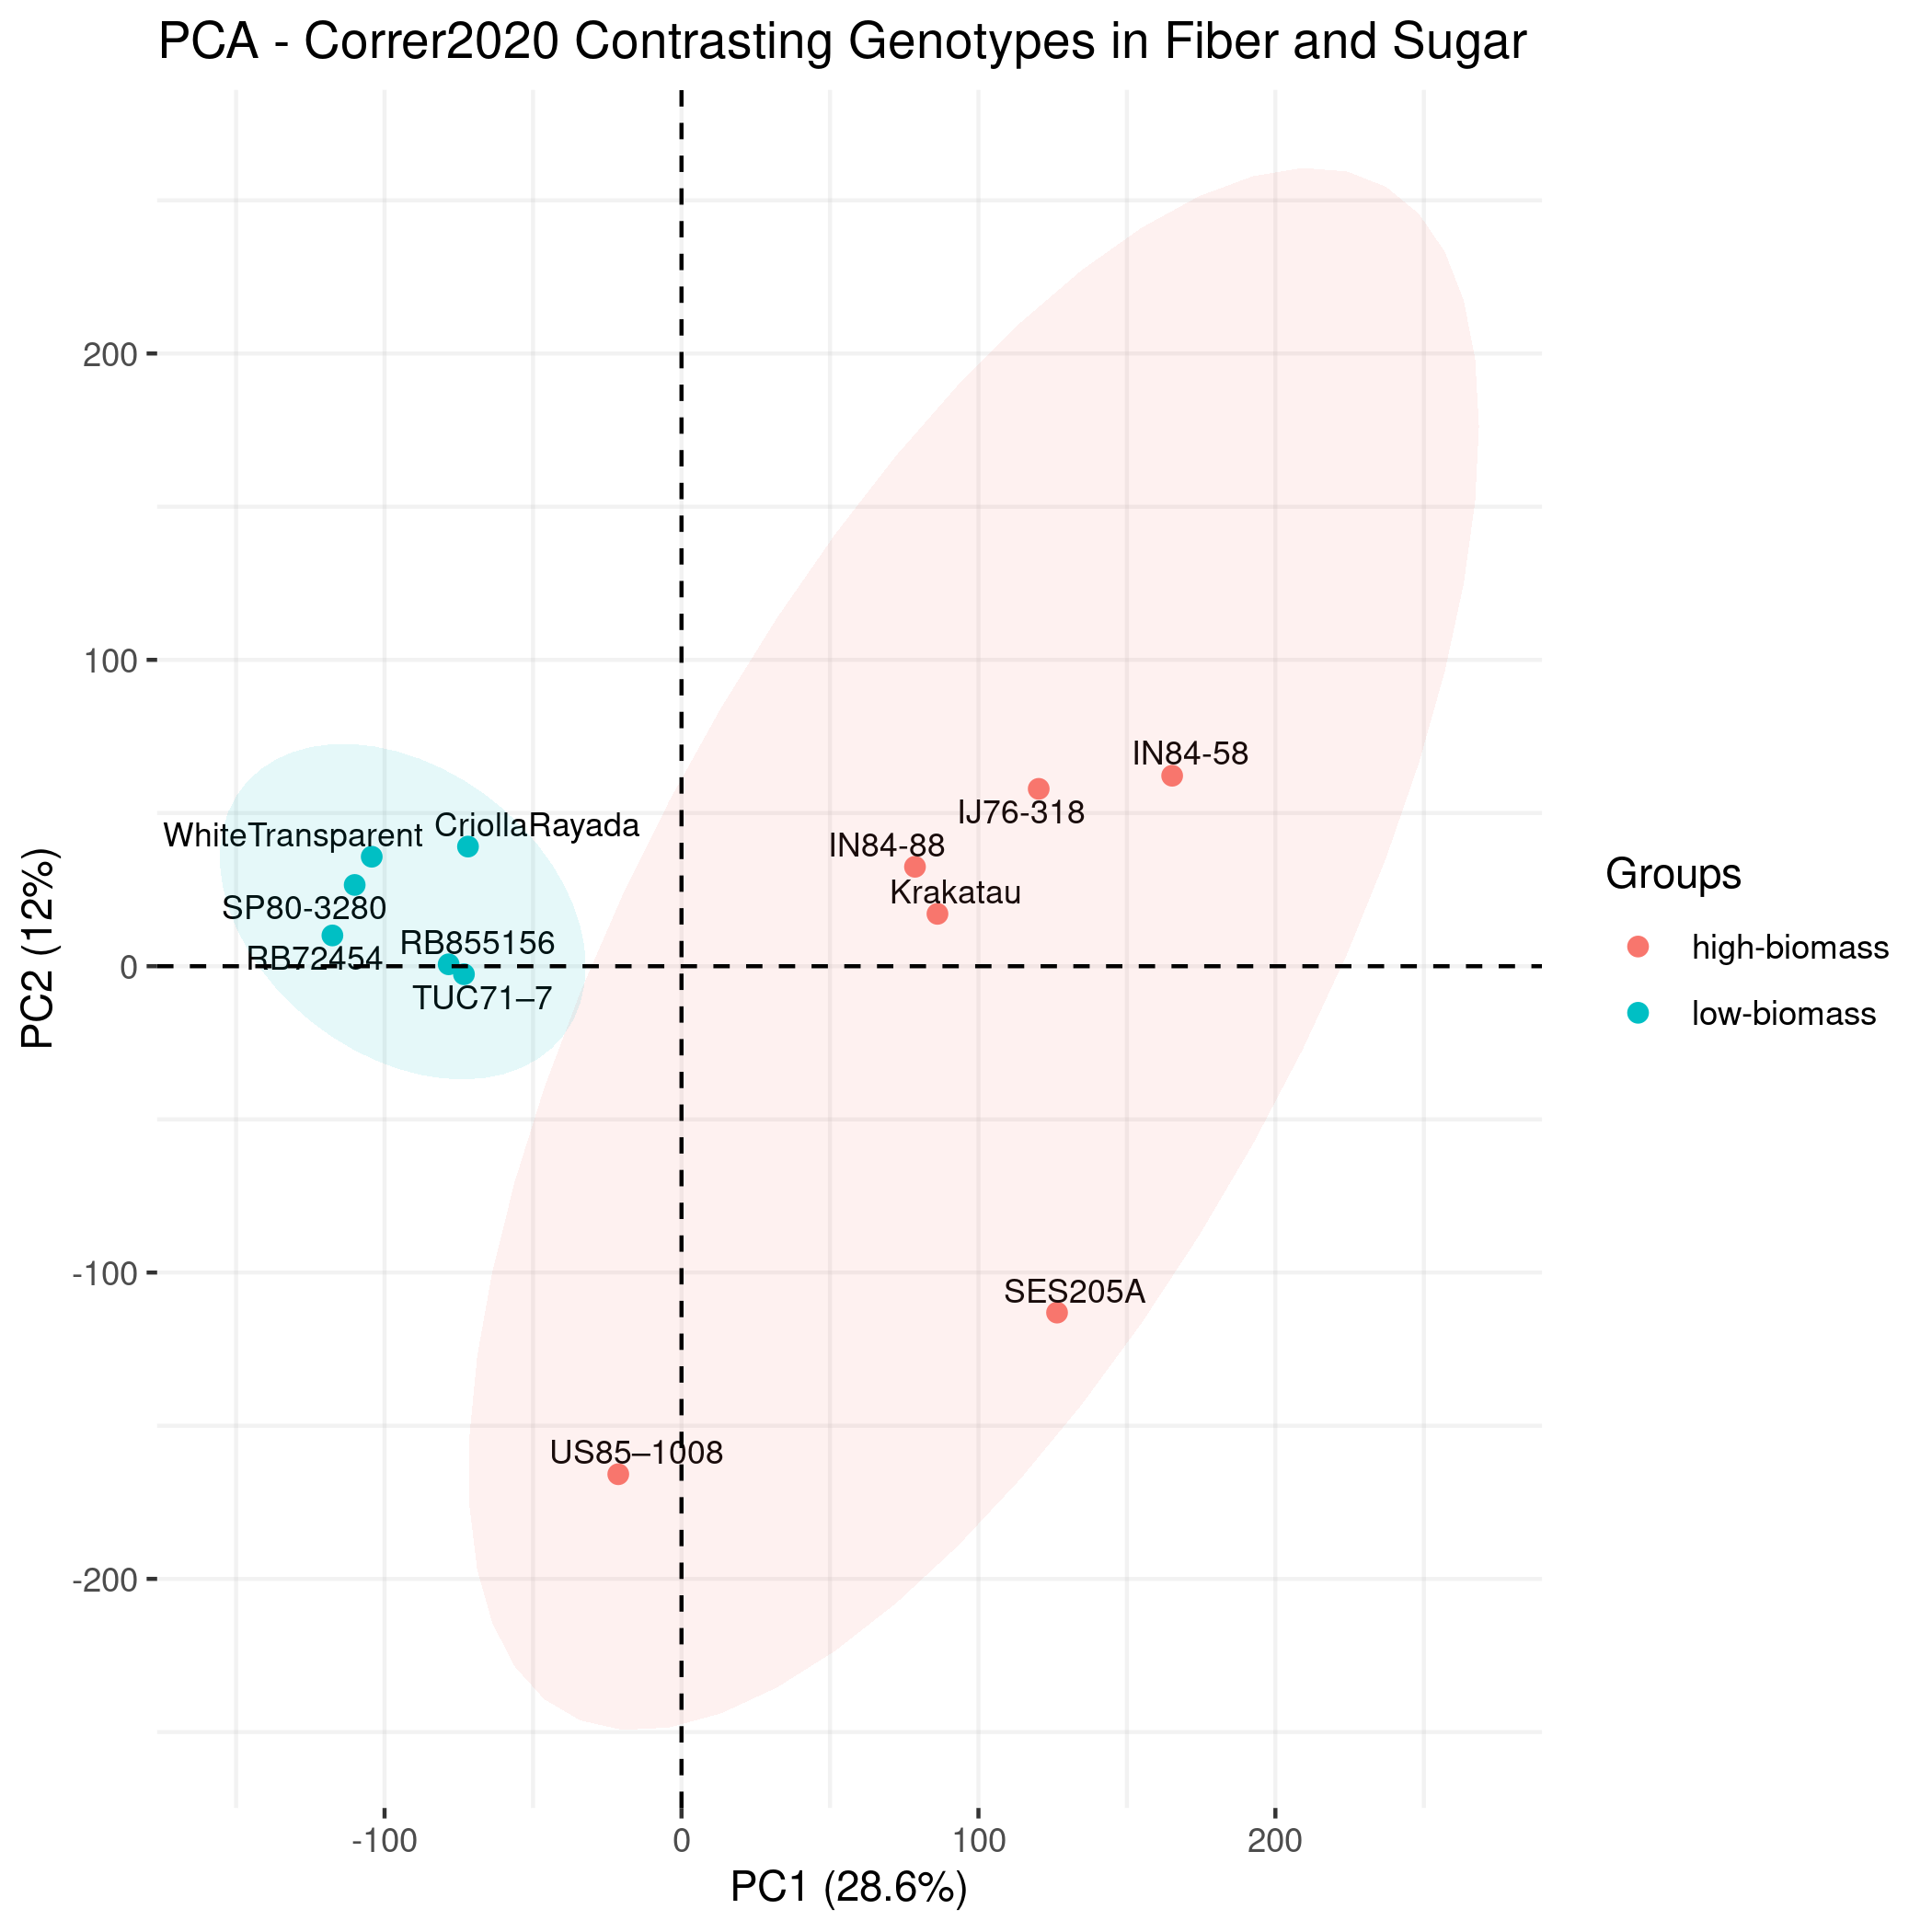 PCA - Correr2020 Contrasting Genotypes in Fiber and Sugar
PC2 (12%)
200
100
0
-100
-200
IN84-58
IJ76-318
IN84-88
Krakatau
WhiteTransparent
CriollaRayada
SP80-3280
RB72454
RB855156
TUC71–7
SES205A
US85–1008
-100
0
100
200
PC1 (28.6%)
Groups
high-biomass
low-biomass